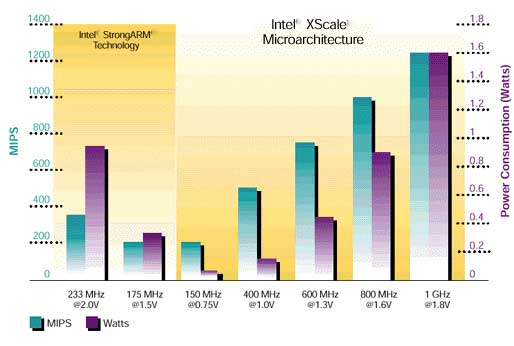 Intel® StrongARM®
Technology
Intel® XScale™
Microarchitecture
MIPS
1400
1200
1000
800
600
400
200
0
Power Consumption (Watts)
1.8
1.6
1.4
1.2
1
0.8
0.6
0.4
0.2
0
233 MHz
@2.0V
175 MHz
@1.5V
150 MHz
@0.75V
400 MHz
@1.0V
600 MHz
@1.3V
800 MHz
@1.6V
1 GHz
@1.8V
MIPS
Watts